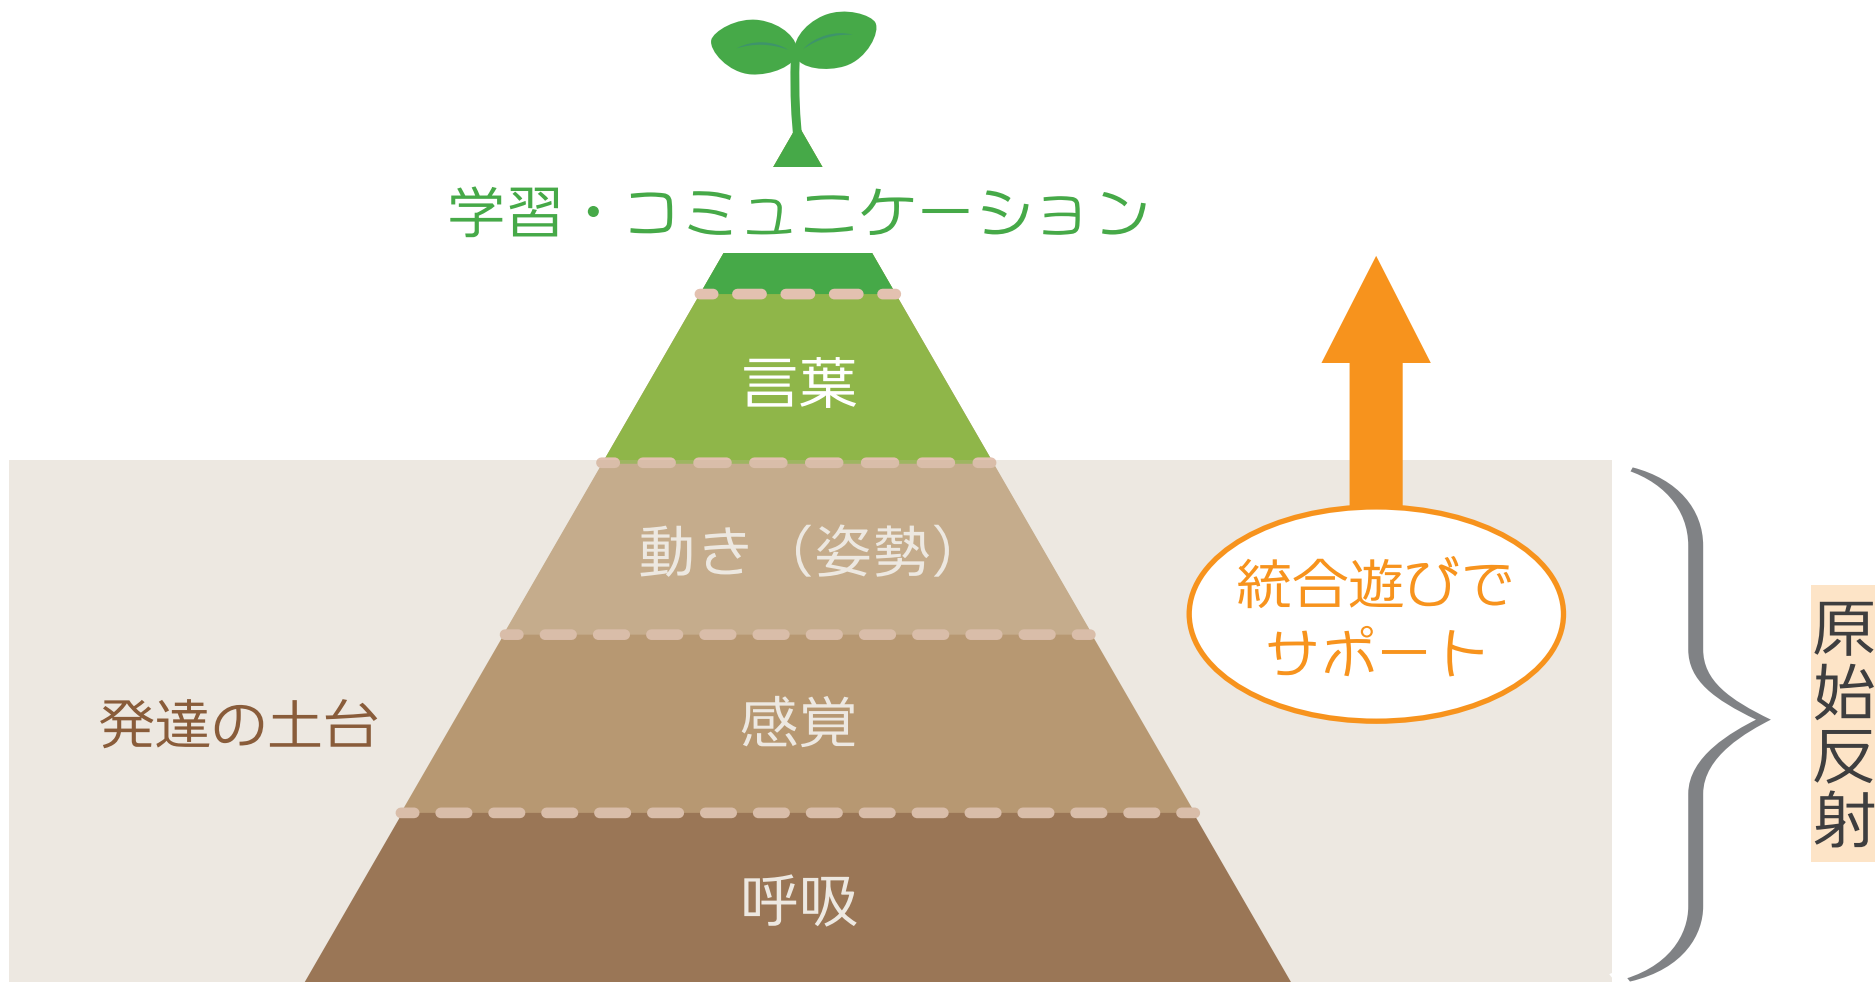 学習・コミュニケーション
言葉
動き（姿勢）
統合遊びで
サポート
発達の土台
感覚
呼吸
原始反射